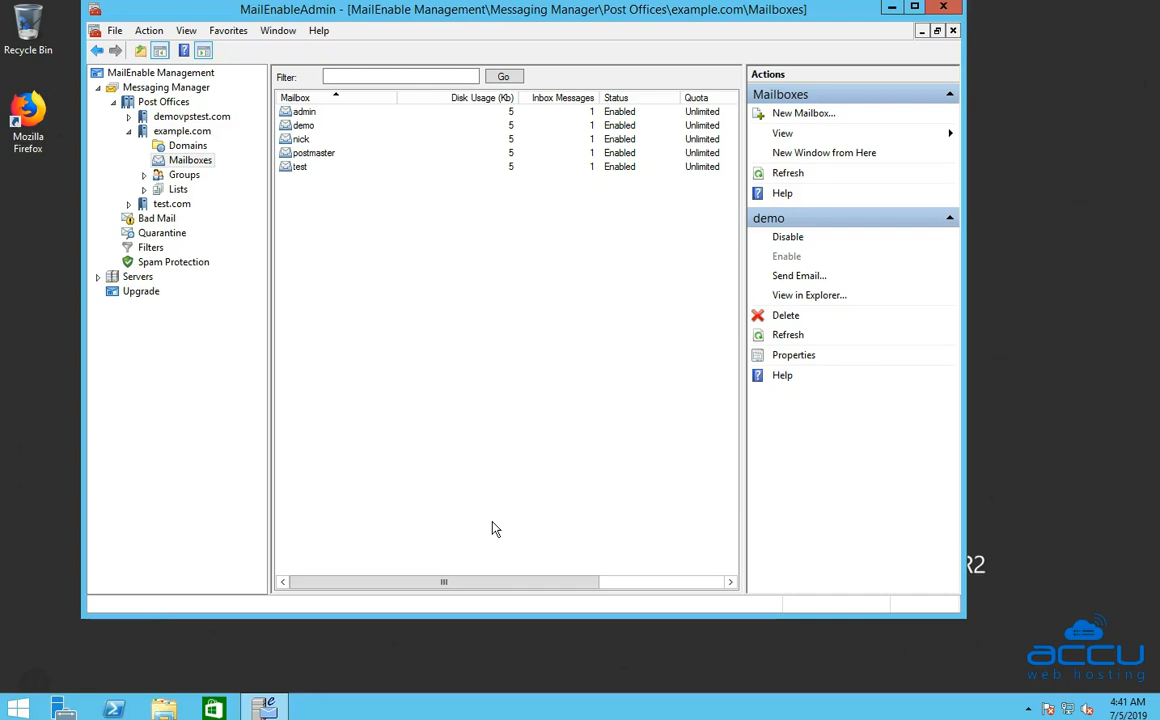 MailEnableAdmin - [MailEnable Management\Messaging Manager\Post Offices\example.com\Mailboxes]
File Action View Favorites Window Help
Recycle Bin
Mozilla
Firefox
MailEnable Management
Messaging Manager
Post Offices
demovpstest.com
example.com
Domains
Mailboxes
Groups
Lists
test.com
Bad Mail
Quarantine
Filters
Spam Protection
Servers
Upgrade
Filter: Go
Mailbox Disk Usage (Kb) Inbox Messages Status Quota
admin 5 1 Enabled Unlimited
demo 5 1 Enabled Unlimited
nick 5 1 Enabled Unlimited
postmaster 5 1 Enabled Unlimited
test 5 1 Enabled Unlimited
Actions
Mailboxes
New Mailbox...
View
New Window from Here
Refresh
Help
demo
Disable
Enable
Send Email...
View in Explorer...
Delete
Refresh
Properties
Help
R2
accu
web hosting
4:41 AM
7/5/2019